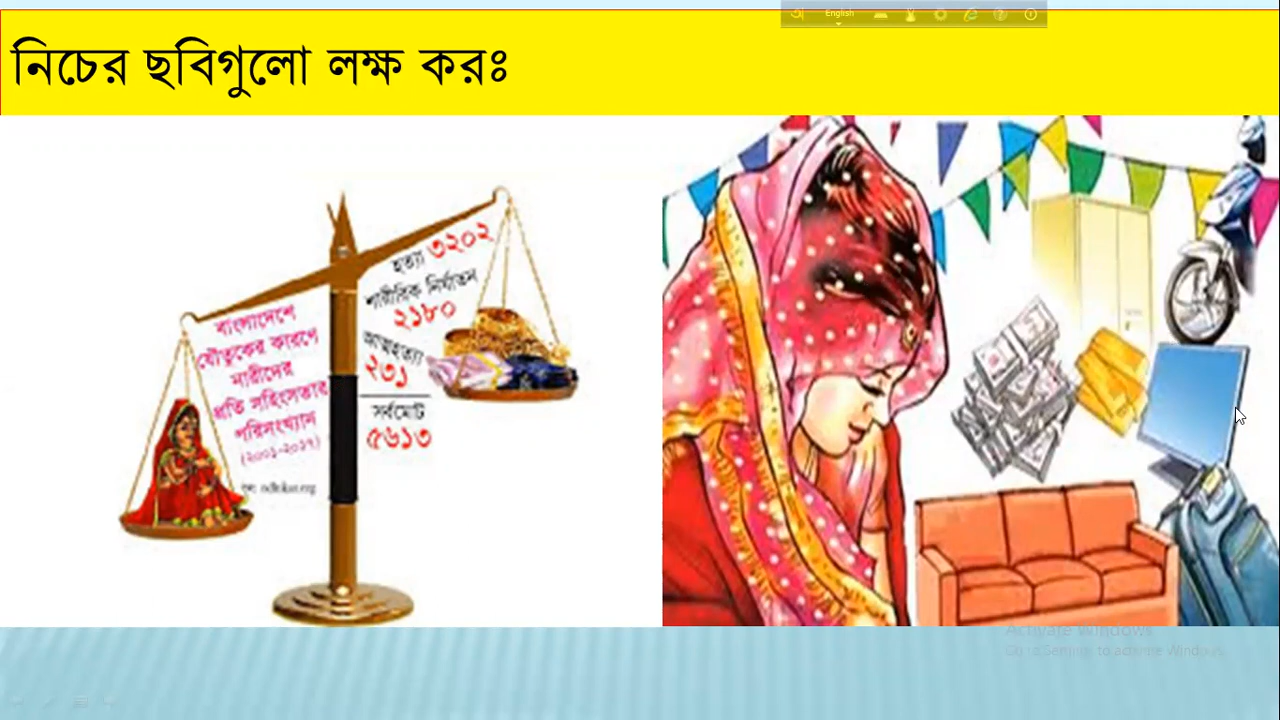 English
নিচের ছবিগুলো লক্ষ করঃ
বাংলাদেশে
যৌতুকের কারণে
নারীদের
প্রতি সহিংসতার
পরিসংখ্যান
(২০০১-২০১৭)
হত্যা ৩২০২
শারীরিক নির্যাতন
২১৮০
আত্মহত্যা
২৩১
সর্বমোট
৫৬১৩
Activate Windows
Go to Settings to activate Windows.